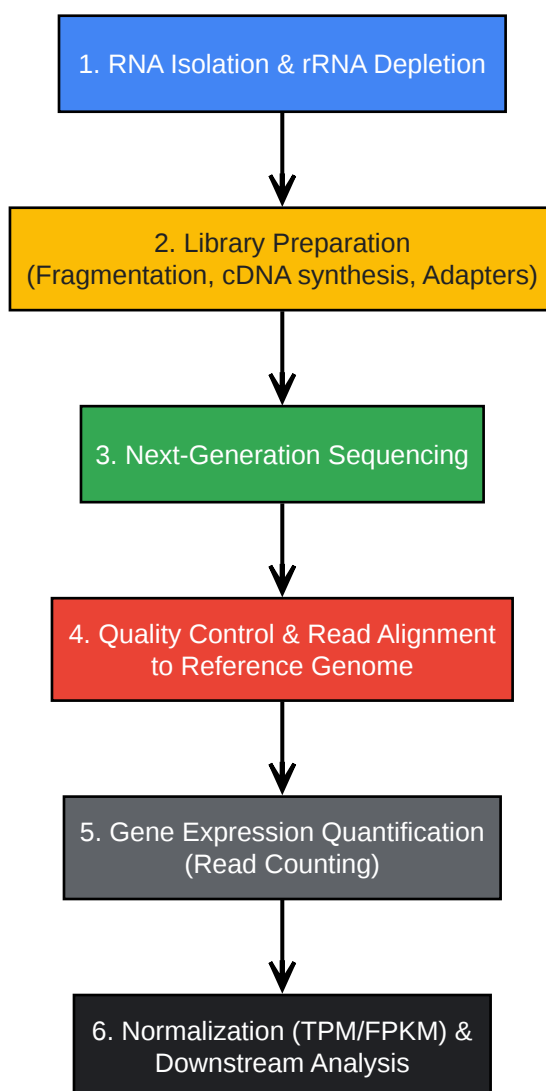 1. RNA Isolation & rRNA Depletion
2. Library Preparation
(Fragmentation, cDNA synthesis, Adapters)
3. Next-Generation Sequencing
4. Quality Control & Read Alignment
to Reference Genome
5. Gene Expression Quantification
(Read Counting)
6. Normalization (TPM/FPKM) &
Downstream Analysis